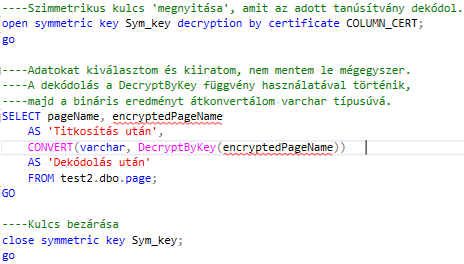 ----Szimmetrikus kulcs 'megnyitása', amit az adott tanúsítvány dekódol.
open symmetric key Sym_key decryption by certificate COLUMN_CERT;
go
----Adatokat kiválasztom és kiiratom, nem mentem le mégegyszer.
----A dekódolás a DecryptByKey függvény használatával történik,
----majd a bináris eredményt átkonvertálom varchar típusúvá.
SELECT pageName, encryptedPageName
AS 'Titkosítás után',
CONVERT(varchar, DecryptByKey(encryptedPageName))
AS 'Dekódolás után'
FROM test2.dbo.page;
GO
----Kulcs bezárása
close symmetric key Sym_key;
go